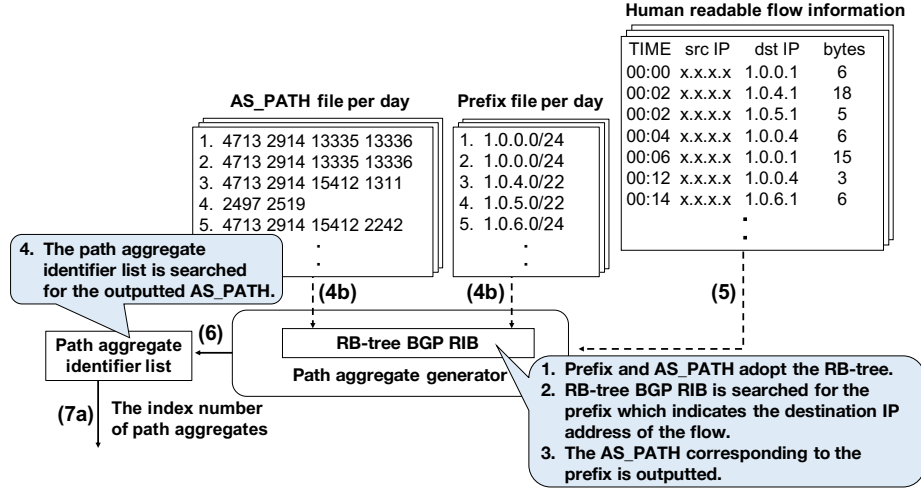 Human readable flow information
TIME src IP dst IP bytes
00:00 x.x.x.x 1.0.0.1 6
00:02 x.x.x.x 1.0.4.1 18
00:02 x.x.x.x 1.0.5.1 5
00:04 x.x.x.x 1.0.0.4 6
00:06 x.x.x.x 1.0.0.1 15
00:12 x.x.x.x 1.0.0.4 3
00:14 x.x.x.x 1.0.6.1 6
.
.
AS_PATH file per day
1. 4713 2914 13335 13336
2. 4713 2914 13335 13336
3. 4713 2914 15412 1311
4. 2497 2519
5. 4713 2914 15412 2242
.
.
Prefix file per day
1. 1.0.0.0/24
2. 1.0.0.0/24
3. 1.0.4.0/22
4. 1.0.5.0/22
5. 1.0.6.0/24
.
.
4. The path aggregate
identifier list is searched
for the outputted AS_PATH.
(4b)
(4b)
(5)
(6)
RB-tree BGP RIB
Path aggregate generator
Path aggregate
identifier list
(7a)
The index number
of path aggregates
1. Prefix and AS_PATH adopt the RB-tree.
2. RB-tree BGP RIB is searched for the
prefix which indicates the destination IP
address of the flow.
3. The AS_PATH corresponding to the
prefix is outputted.